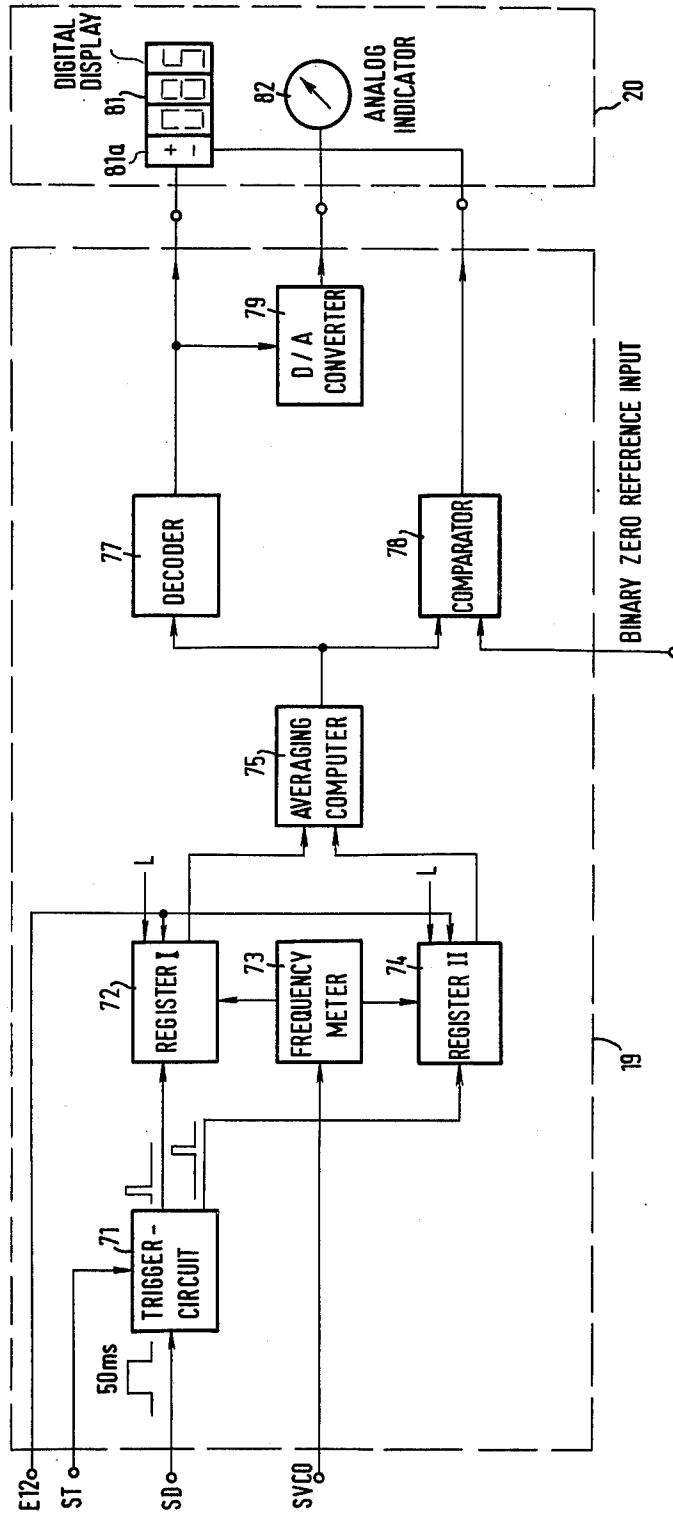 E12
ST
SD
SVCO
50ms
71
TRIGGER-
CIRCUIT
72
REGISTER I
L
73
FREQUENCY
METER
74
REGISTER II
L
75
AVERAGING
COMPUTER
77
DECODER
78
COMPARATOR
79
D/A
CONVERTER
BINARY ZERO REFERENCE INPUT
19
81a
81
DIGITAL
DISPLAY
+
-
085
82
ANALOG
INDICATOR
20